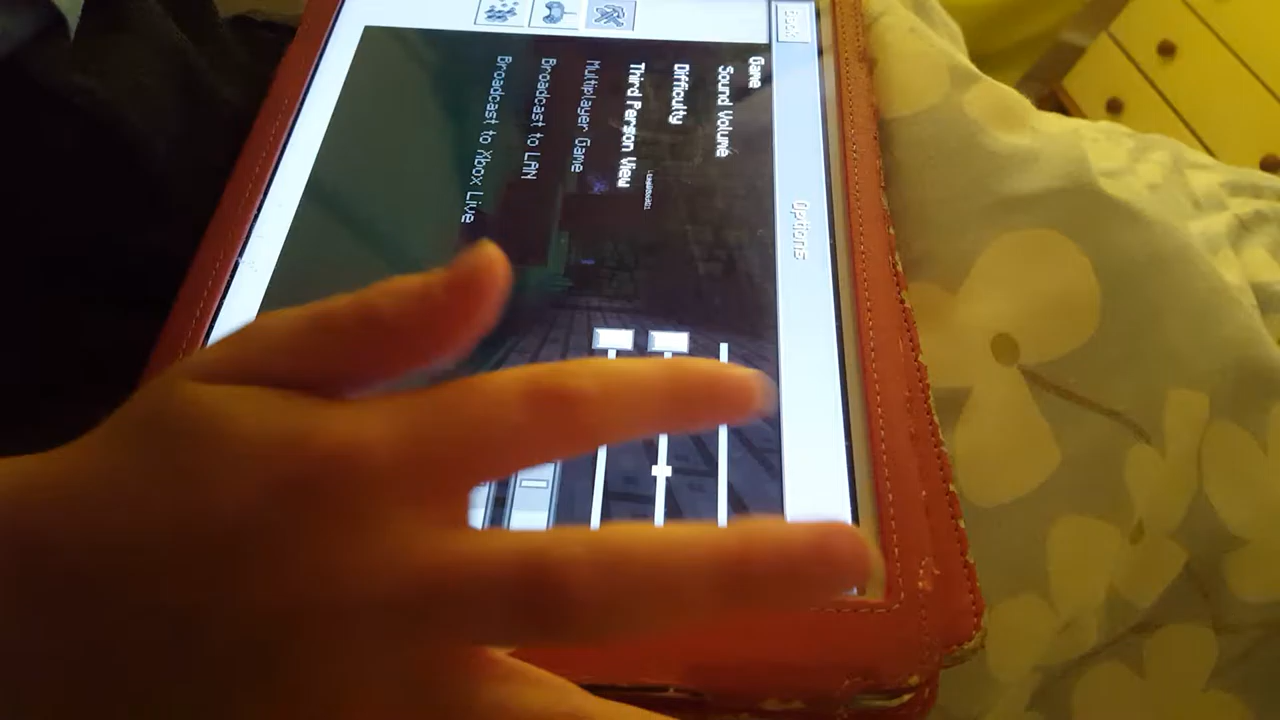 Back
Options
Game
Sound Volume
Difficulty
Third Person View
Multiplayer Game
Broadcast to LAN
Broadcast to Xbox Live